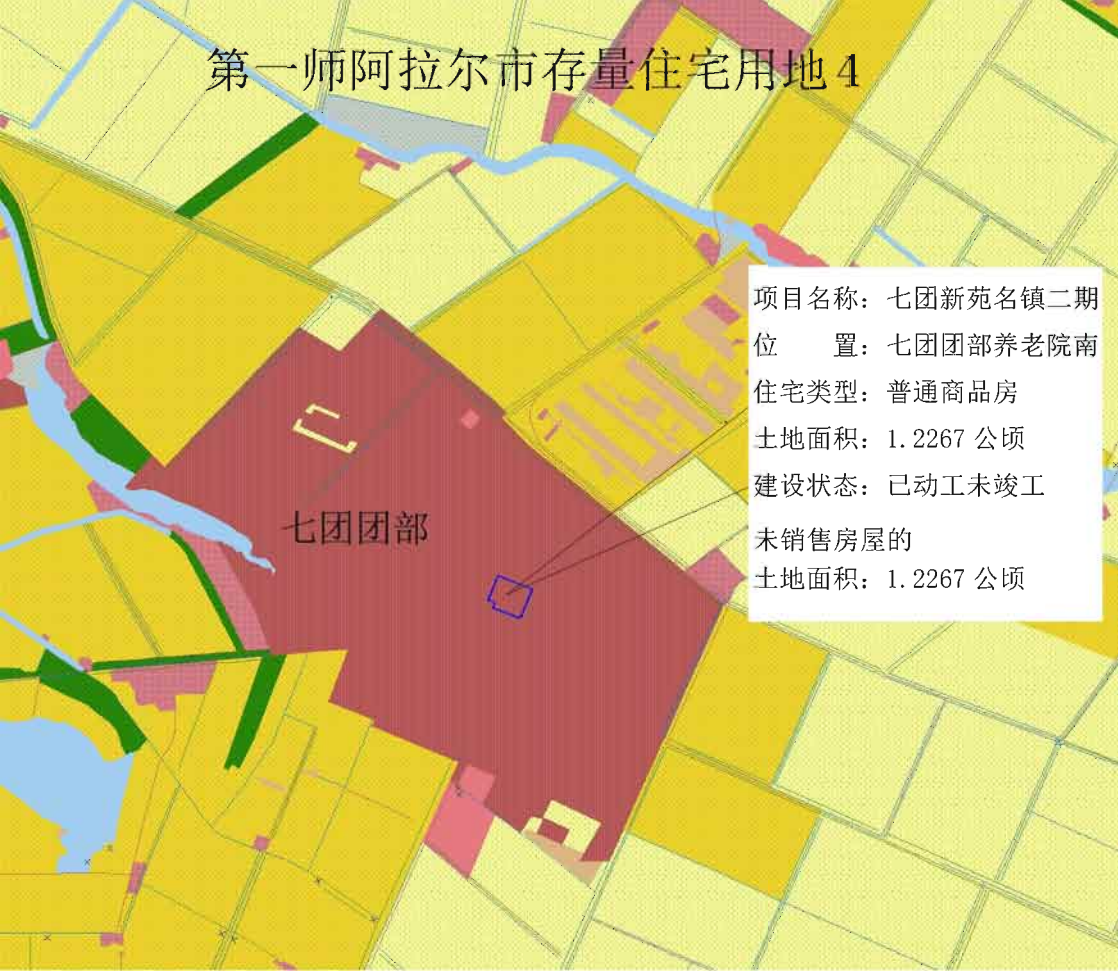 第一师阿拉尔市存量住宅用地4
项目名称：七团新苑名镇二期
位　　置：七团团部养老院南
住宅类型：普通商品房
土地面积：1.2267 公顷
建设状态：已动工未竣工
未销售房屋的
土地面积：1.2267 公顷
七团团部